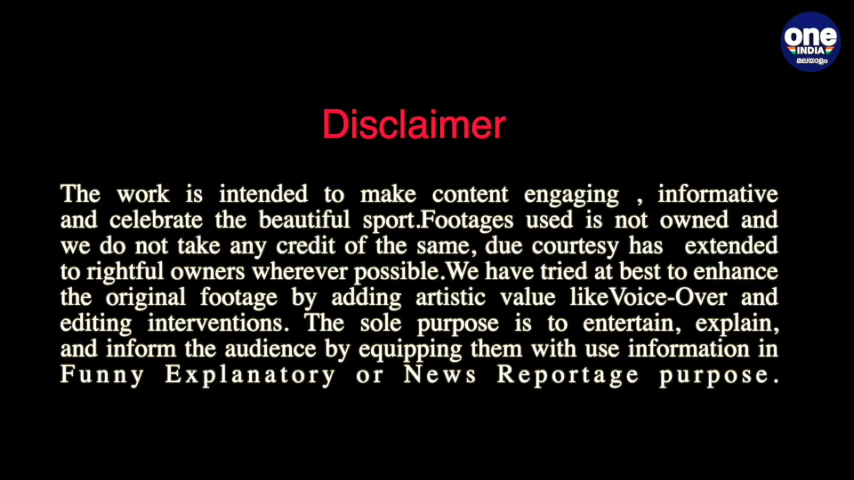 one
INDIA
മലയാളം
Disclaimer
The work is intended to make content engaging , informative
and celebrate the beautiful sport.Footages used is not owned and
we do not take any credit of the same, due courtesy has extended
to rightful owners wherever possible.We have tried at best to enhance
the original footage by adding artistic value likeVoice-Over and
editing interventions. The sole purpose is to entertain, explain,
and inform the audience by equipping them with use information in
Funny Explanatory or News Reportage purpose.